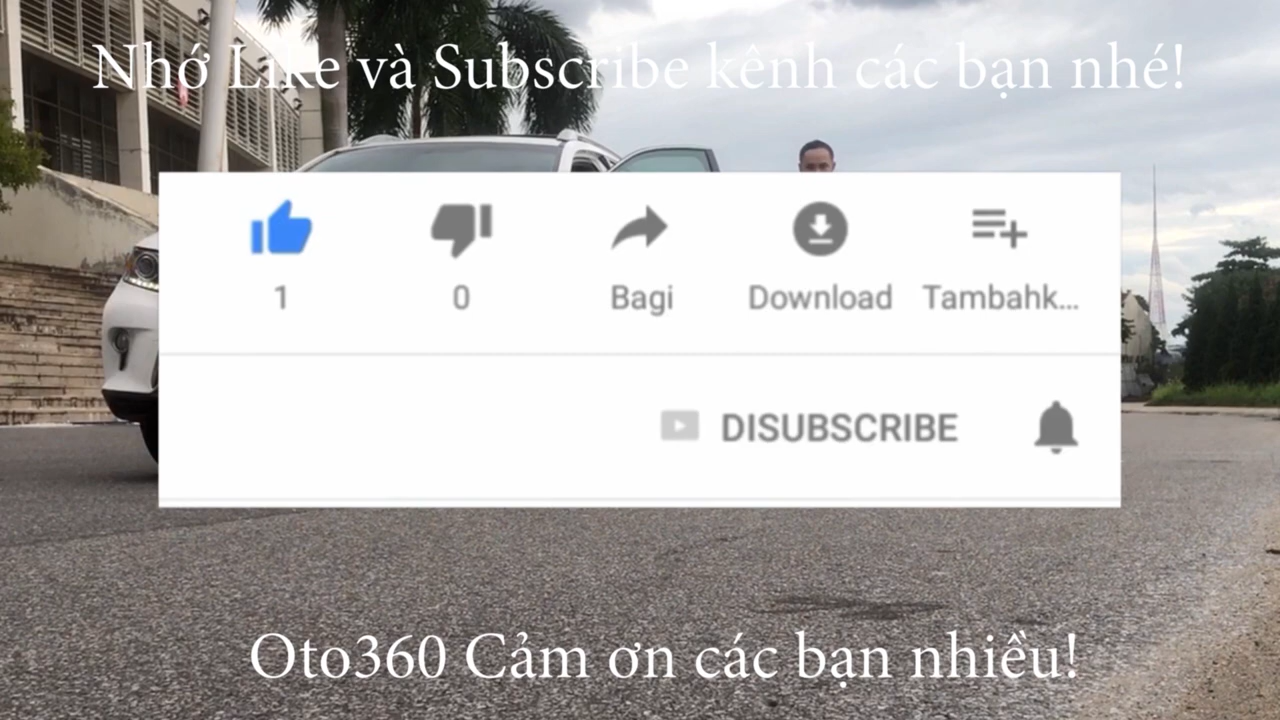 Nhớ Like và Subscribe kênh các bạn nhé!
1 0 Bagi Download Tambahk...
DISUBSCRIBE
Oto360 Cảm ơn các bạn nhiều!